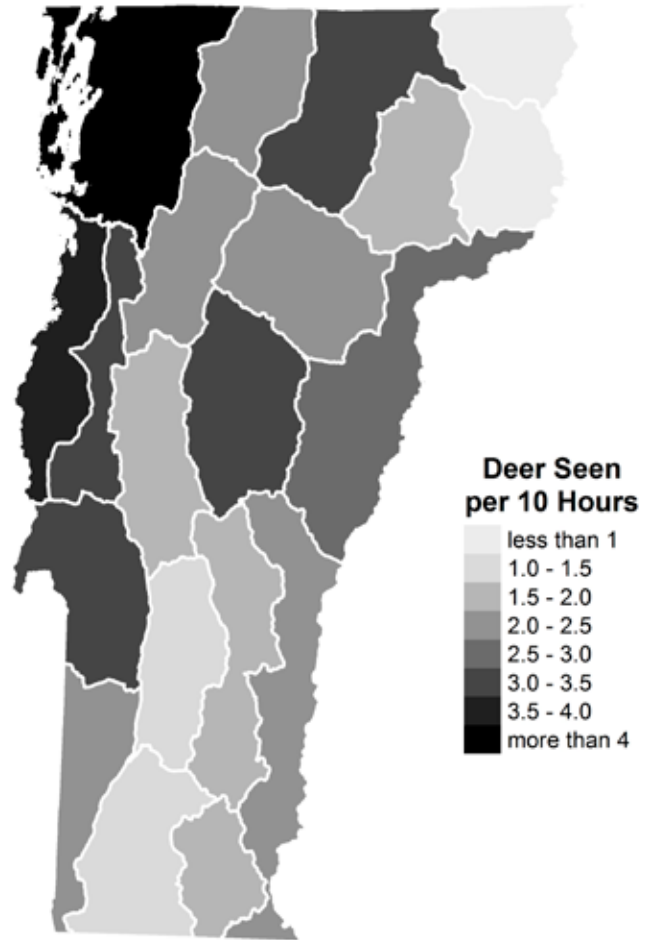 Deer Seen
per 10 Hours
less than 1
1.0 - 1.5
1.5 - 2.0
2.0 - 2.5
2.5 - 3.0
3.0 - 3.5
3.5 - 4.0
more than 4